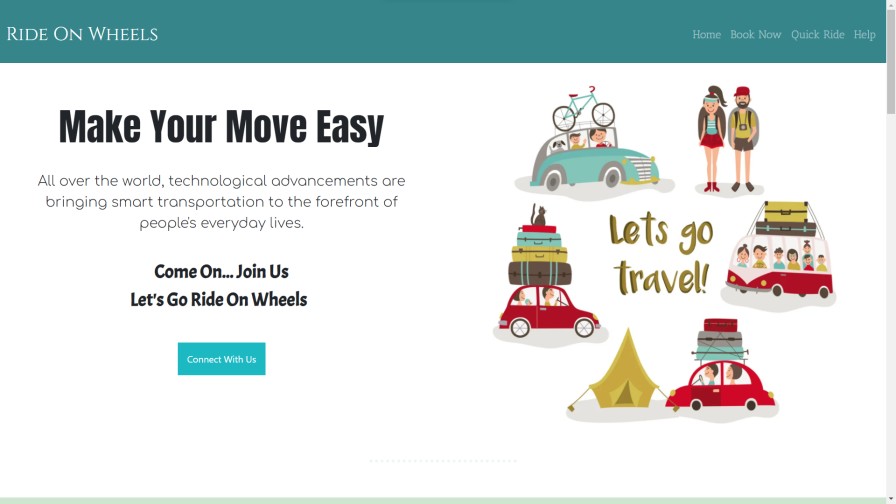 Ride On Wheels
Home Book Now Quick Ride Help
Make Your Move Easy
All over the world, technological advancements are
bringing smart transportation to the forefront of
people's everyday lives.
Come On... Join Us
Let's Go Ride On Wheels
Connect With Us
Lets go
travel!